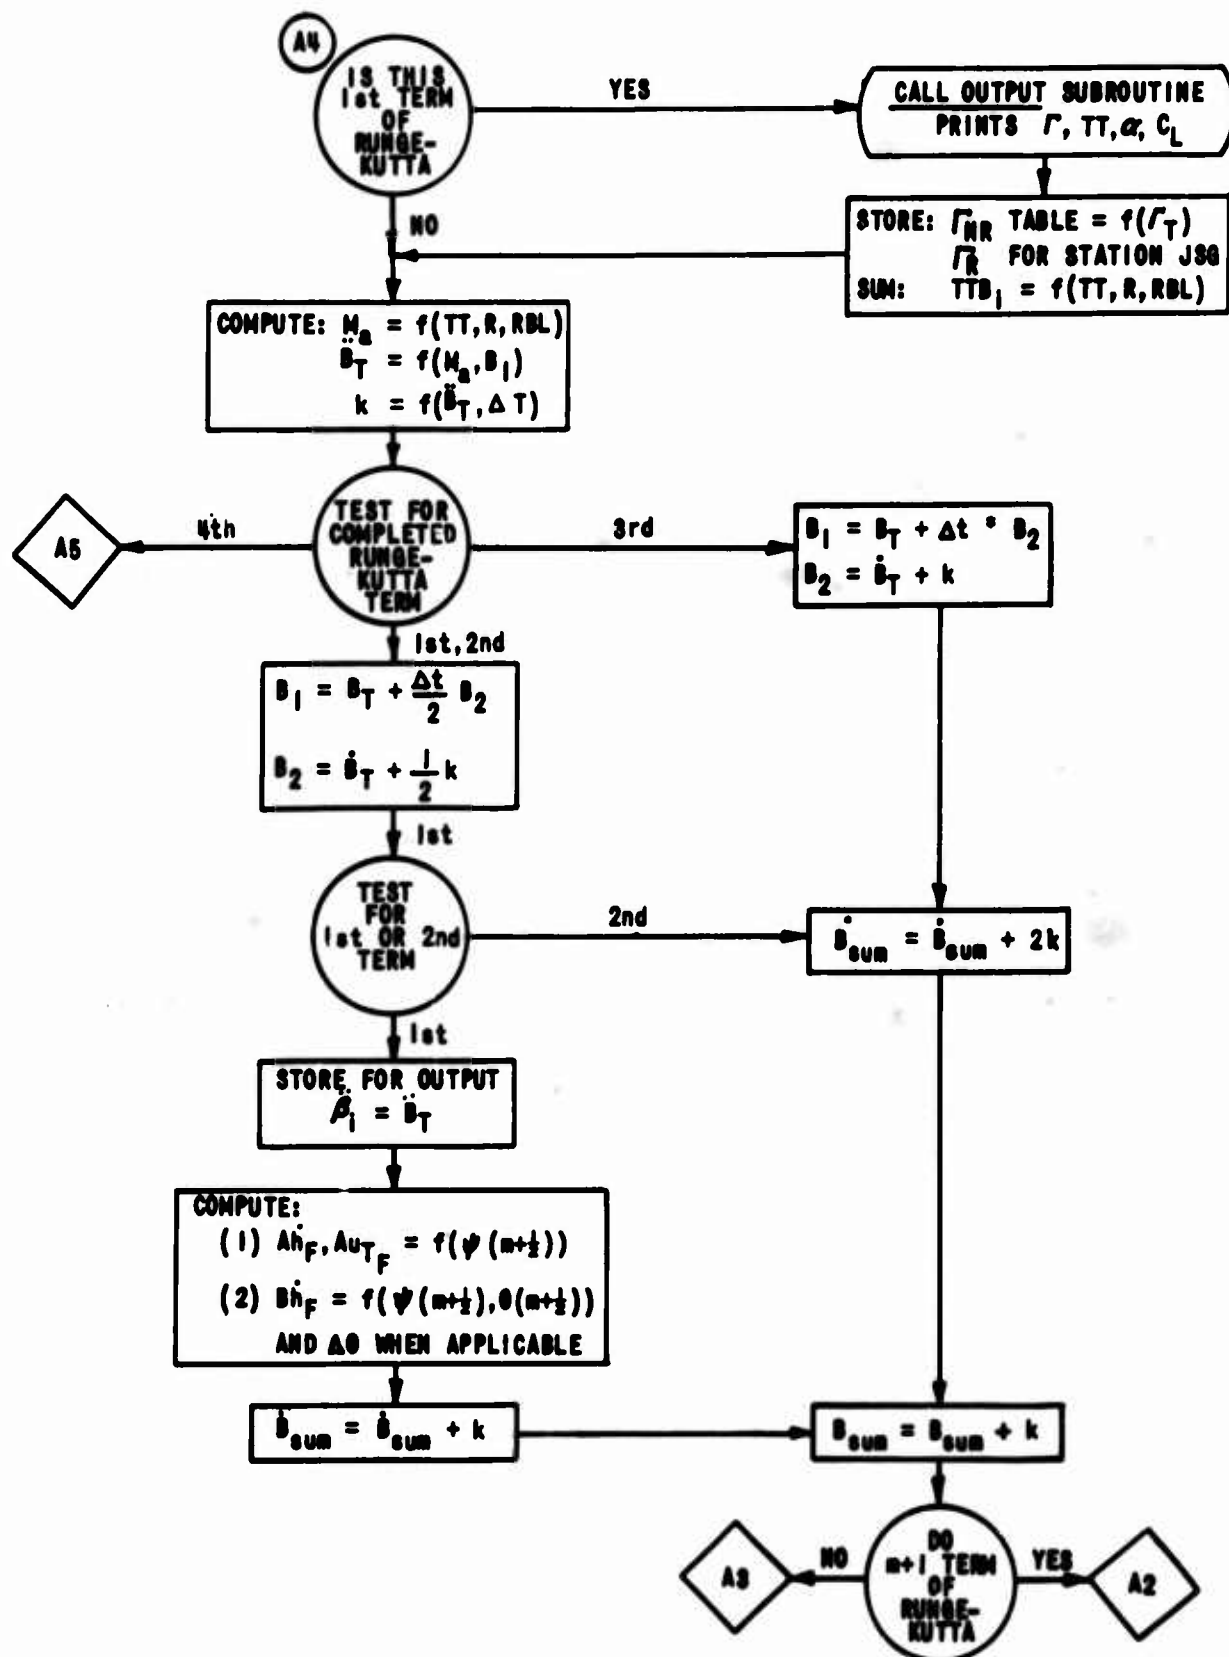 A4
IS THIS
1st TERM
OF
RUNGE-
KUTTA
YES
CALL OUTPUT SUBROUTINE
PRINTS Γ, TT, α, C_L
NO
STORE: Γ_NR TABLE = f(Γ_T)
Γ_R FOR STATION JSG
SUM: TTB_i = f(TT,R,RBL)
COMPUTE: M_a = f(TT,R,RBL)
B̈_T = f(M_a,B_1)
k = f(B̈_T,Δ T)
A5
4th
TEST FOR
COMPLETED
RUNGE-
KUTTA
TERM
3rd
B_1 = B_T + Δt * B_2
B_2 = Ḃ_T + k
1st,2nd
B_1 = B_T + Δt/2 B_2
B_2 = Ḃ_T + 1/2 k
1st
TEST
FOR
1st OR 2nd
TERM
2nd
Ḃ_sum = Ḃ_sum + 2k
1st
STORE FOR OUTPUT
β̈_i = B̈_T
COMPUTE:
(1) Aḣ_F, Au_T_F = f(ψ(m+½))
(2) Bḣ_F = f(ψ(m+½),θ(m+½))
AND Δθ WHEN APPLICABLE
Ḃ_sum = Ḃ_sum + k
B_sum = B_sum + k
A3
NO
DO
m+1 TERM
OF
RUNGE-
KUTTA
YES
A2